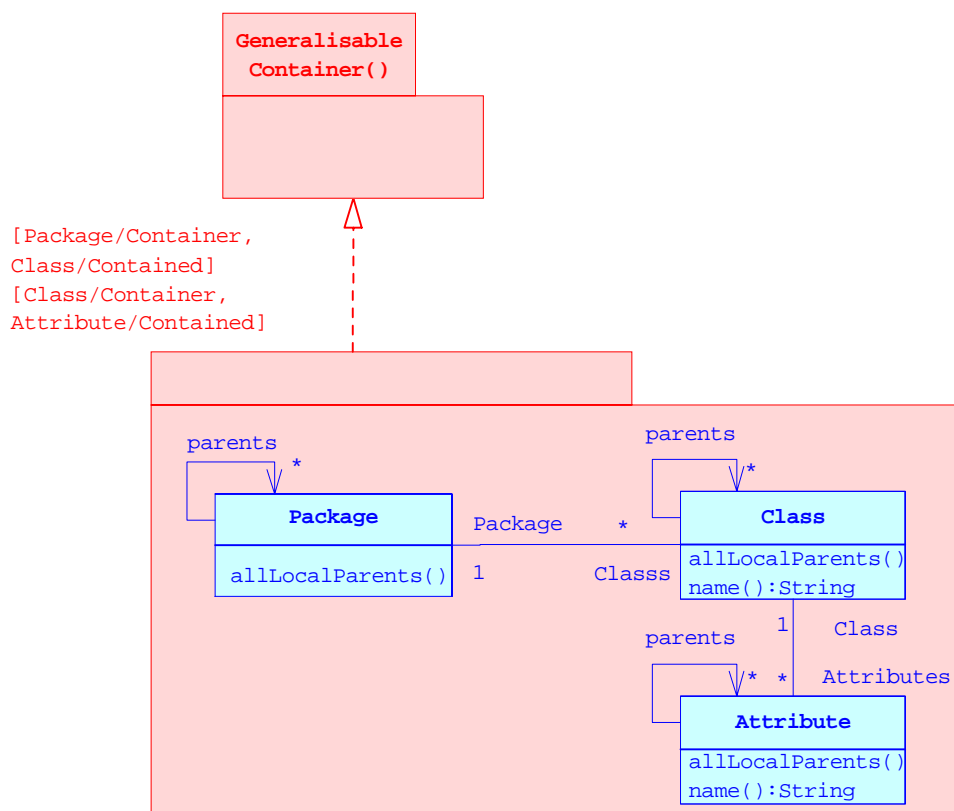 Generalisable
Container()
[Package/Container,
Class/Contained]
[Class/Container,
Attribute/Contained]
parents
*
Package
allLocalParents()
Package
*
1
Classs
parents
*
Class
allLocalParents()
name():String
1
Class
parents
*
*
Attributes
Attribute
allLocalParents()
name():String